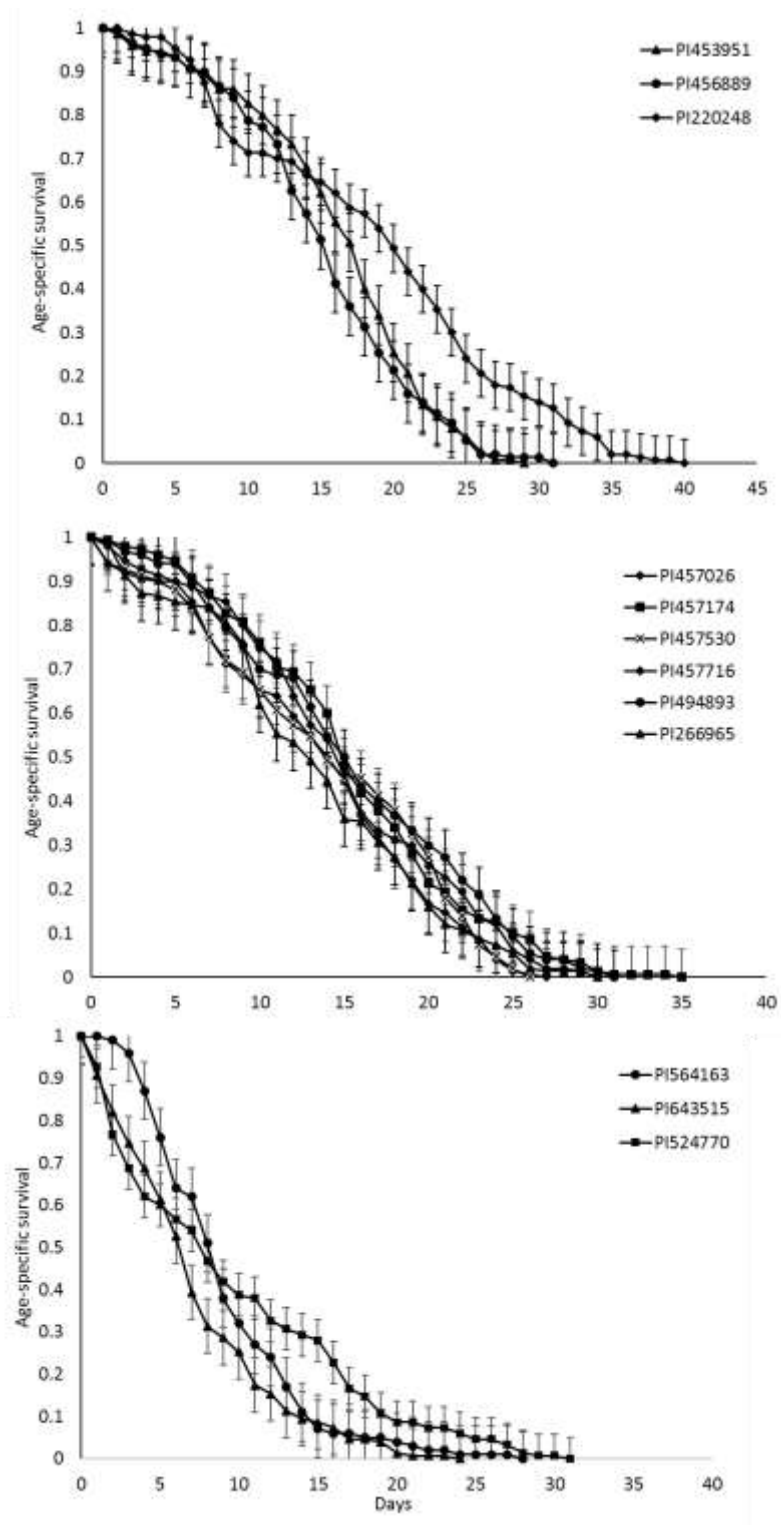 1
0.9
0.8
0.7
0.6
0.5
0.4
0.3
0.2
0.1
0
Age-specific survival
PI453951
PI456889
PI220248
0 5 10 15 20 25 30 35 40 45
1
0.9
0.8
0.7
0.6
0.5
0.4
0.3
0.2
0.1
0
Age-specific survival
PI457026
PI457174
PI457530
PI457716
PI494893
PI266965
0 5 10 15 20 25 30 35 40
1
0.9
0.8
0.7
0.6
0.5
0.4
0.3
0.2
0.1
0
Age-specific survival
PI564163
PI643515
PI524770
0 5 10 15 20 25 30 35 40
Days